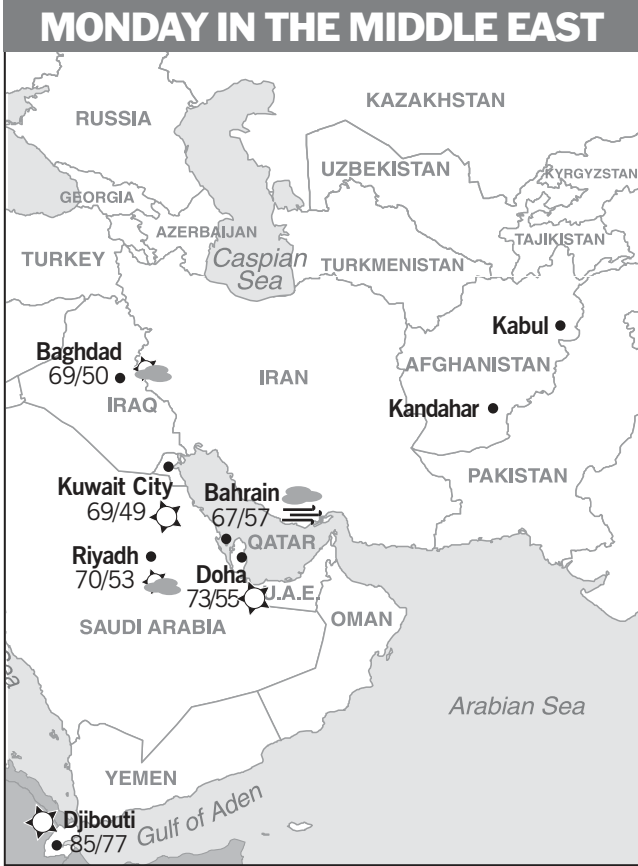 MONDAY IN THE MIDDLE EAST
KAZAKHSTAN
RUSSIA
UZBEKISTAN
KYRGYZSTAN
GEORGIA
AZERBAIJAN
TAJIKISTAN
TURKEY
Caspian
Sea
TURKMENISTAN
Kabul
Baghdad
69/50
IRAN
AFGHANISTAN
IRAQ
Kandahar
PAKISTAN
Kuwait City
69/49
Bahrain
67/57
QATAR
Riyadh
70/53
Doha
73/55
U.A.E.
SAUDI ARABIA
OMAN
Arabian Sea
YEMEN
Gulf of Aden
Djibouti
85/77